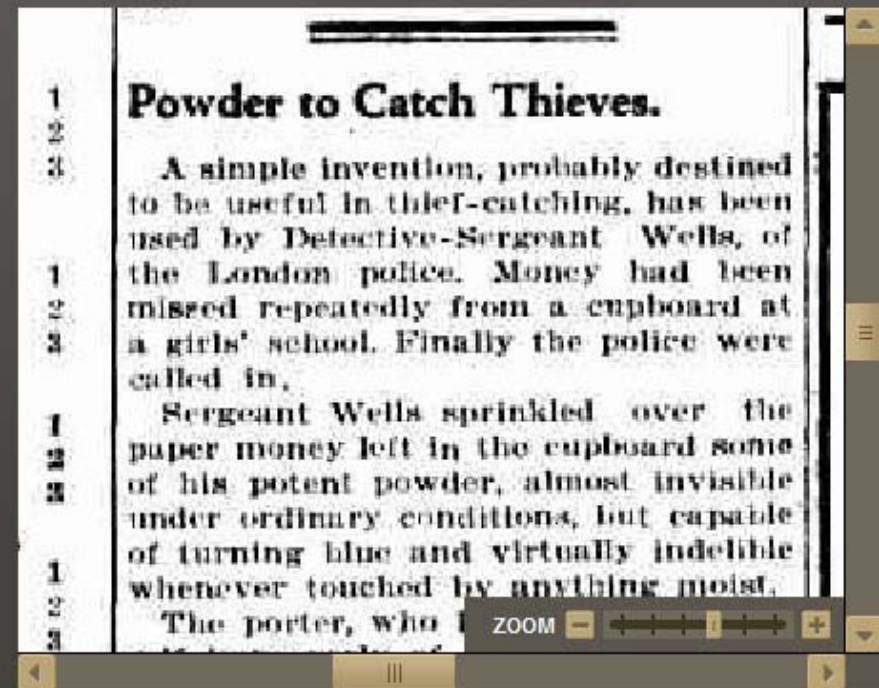 Powder to Catch Thieves.
A simple invention, probably destined
to be useful in thief-catching, has been
used by Detective-Sergeant Wells, of
the London police. Money had been
missed repeatedly from a cupboard at
a girls' school. Finally the police were
called in.
Sergeant Wells sprinkled over the
paper money left in the cupboard some
of his potent powder, almost invisible
under ordinary conditions, but capable
of turning blue and virtually indelible
whenever touched by anything moist.
The porter, who
1
2
3
1
2
3
1
2
3
1
2
3
ZOOM